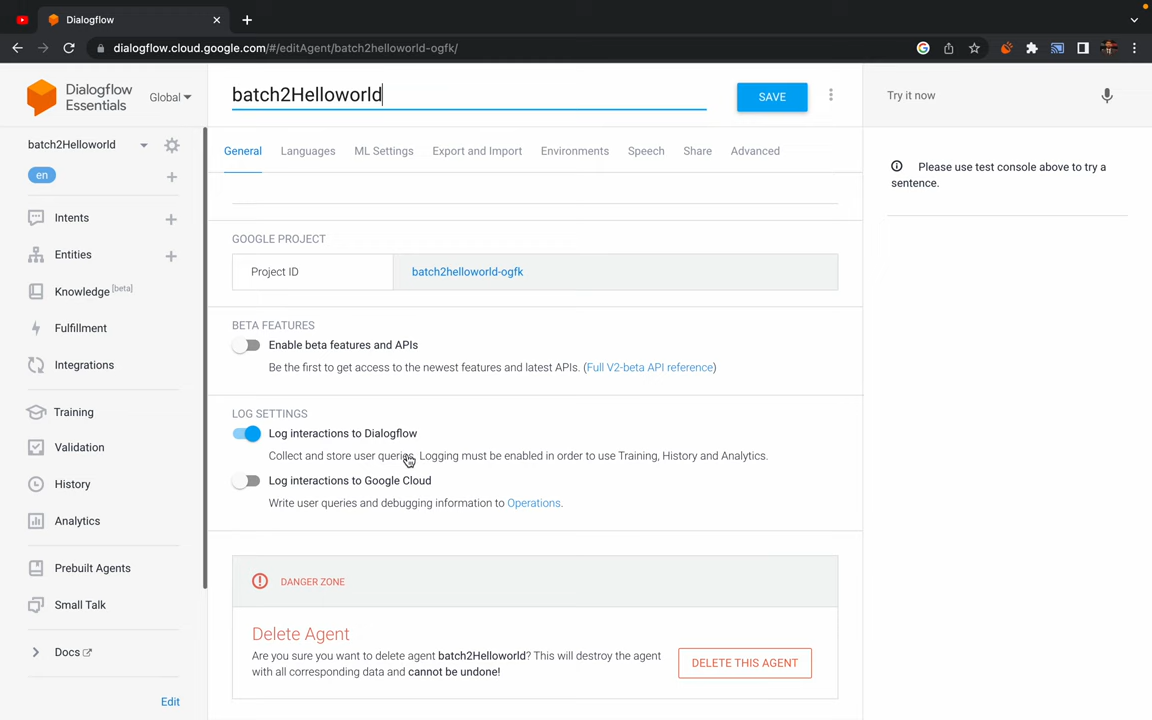 Dialogflow
dialogflow.cloud.google.com/#/editAgent/batch2helloworld-ogfk/
Dialogflow
Essentials
Global
batch2Helloworld
en
Intents
Entities
Knowledge [beta]
Fulfillment
Integrations
Training
Validation
History
Analytics
Prebuilt Agents
Small Talk
Docs
Edit
batch2Helloworld
SAVE
General Languages ML Settings Export and Import Environments Speech Share Advanced
GOOGLE PROJECT
Project ID batch2helloworld-ogfk
BETA FEATURES
Enable beta features and APIs
Be the first to get access to the newest features and latest APIs. (Full V2-beta API reference)
LOG SETTINGS
Log interactions to Dialogflow
Collect and store user queries. Logging must be enabled in order to use Training, History and Analytics.
Log interactions to Google Cloud
Write user queries and debugging information to Operations.
DANGER ZONE
Delete Agent
Are you sure you want to delete agent batch2Helloworld? This will destroy the agent
with all corresponding data and cannot be undone!
DELETE THIS AGENT
Try it now
Please use test console above to try a
sentence.